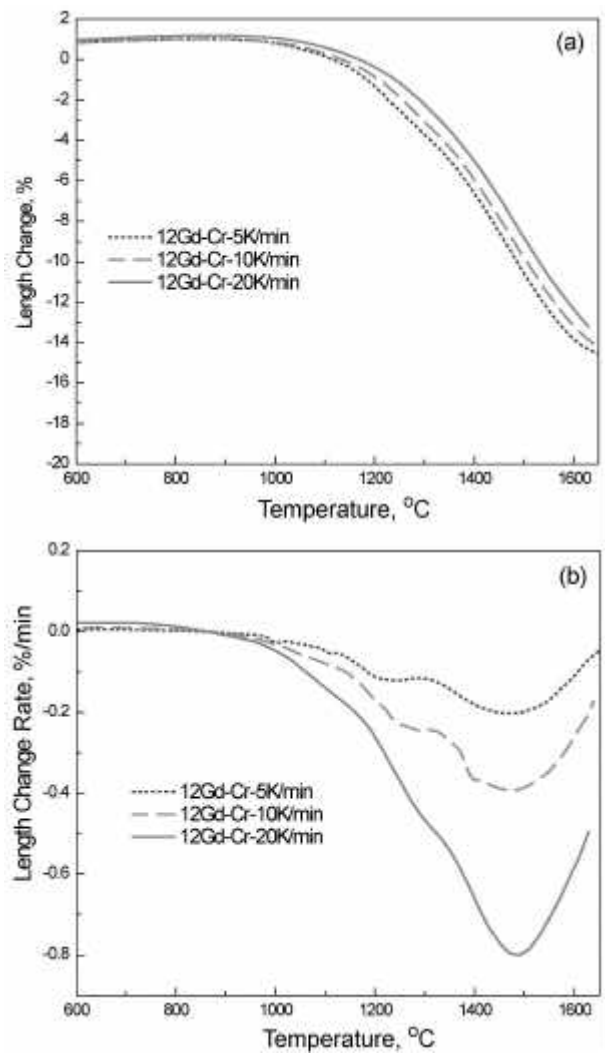 2
0
-2
-4
-6
-8
-10
-12
-14
-16
-18
-20
Length Change, %
(a)
12Gd-Cr-5K/min
12Gd-Cr-10K/min
12Gd-Cr-20K/min
600 800 1000 1200 1400 1600
Temperature, °C
0.2
0.0
-0.2
-0.4
-0.6
-0.8
Length Change Rate, %/min
(b)
12Gd-Cr-5K/min
12Gd-Cr-10K/min
12Gd-Cr-20K/min
600 800 1000 1200 1400 1600
Temperature, °C